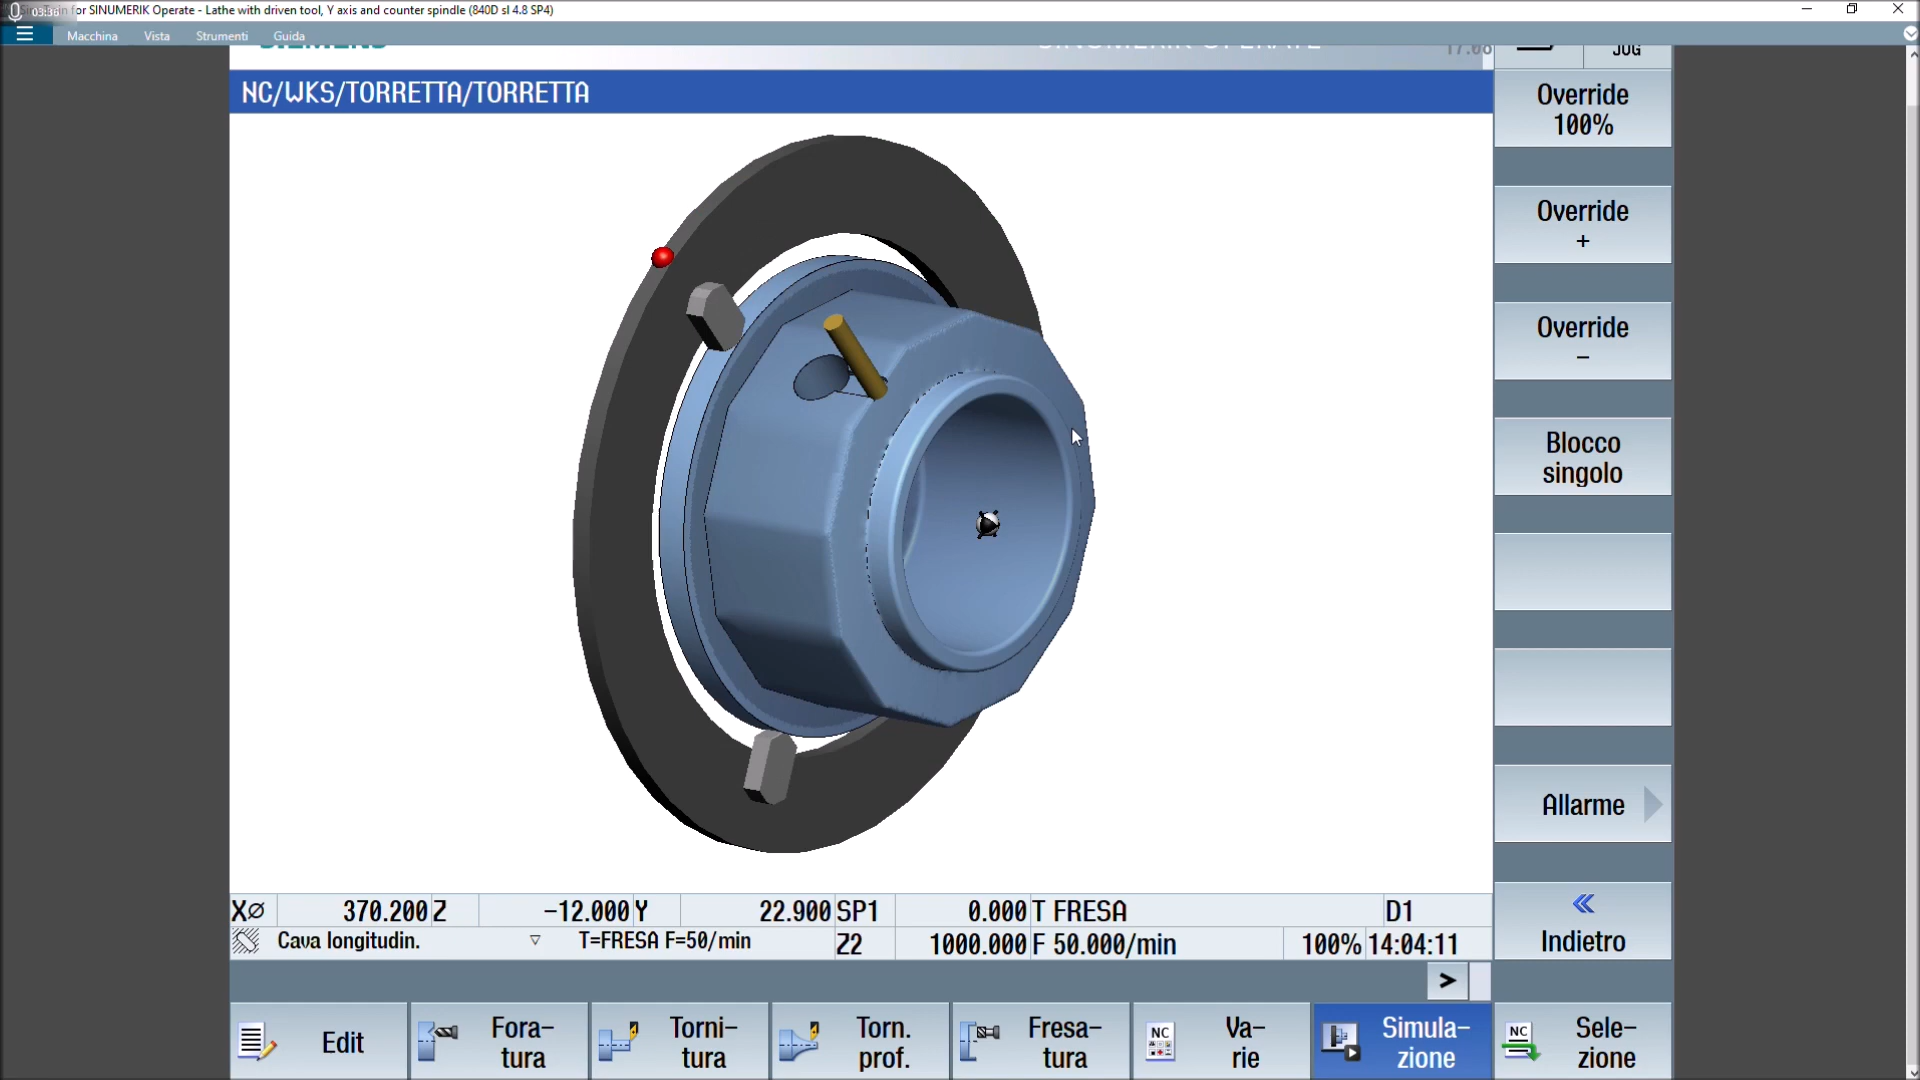 for SINUMERIK Operate - Lathe with driven tool, Y axis and counter spindle (840D sl 4.8 SP4)
Macchina Vista Strumenti Guida
SIEMENS SINUMERIK OPERATE JOG
NC/WKS/TORRETTA/TORRETTA
Override
100%
Override
+
Override
-
Blocco
singolo
Allarme
Indietro
XØ 370.200 Z -12.000 Y 22.900 SP1 0.000 T FRESA D1
Cava longitudin. T=FRESA F=50/min Z2 1000.000 F 50.000/min 100% 14:04:11
>
Edit
Fora-
tura
Torni-
tura
Torn.
prof.
Fresa-
tura
NC
Va-
rie
Simula-
zione
NC
Sele-
zione